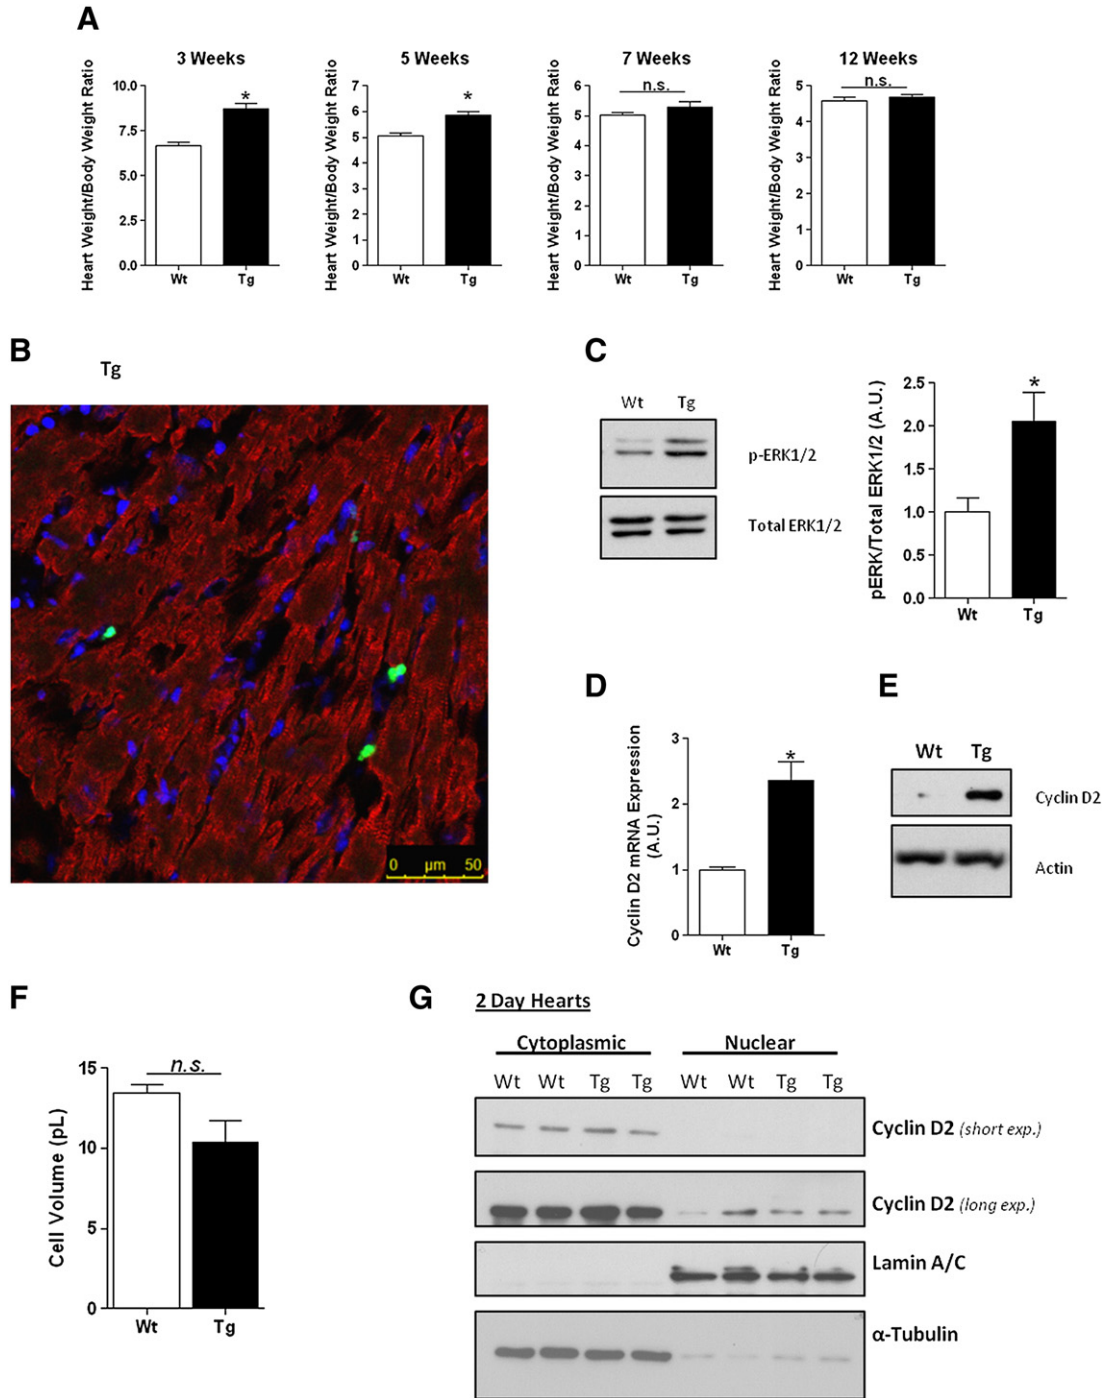 A
3 Weeks
Heart Weight/Body Weight Ratio
10.0
7.5
5.0
2.5
0.0
*
Wt Tg
5 Weeks
Heart Weight/Body Weight Ratio
7
6
5
4
3
2
1
0
*
Wt Tg
7 Weeks
Heart Weight/Body Weight Ratio
6
5
4
3
2
1
0
n.s.
Wt Tg
12 Weeks
Heart Weight/Body Weight Ratio
5
4
3
2
1
0
n.s.
Wt Tg
B
Tg
0 µm 50
C
Wt Tg
p-ERK1/2
Total ERK1/2
pERK/Total ERK1/2 (A.U.)
2.5
2.0
1.5
1.0
0.5
0.0
*
Wt Tg
D
Cyclin D2 mRNA Expression
(A.U.)
3
2
1
0
*
Wt Tg
E
Wt Tg
Cyclin D2
Actin
F
Cell Volume (pL)
15
10
5
0
n.s.
Wt Tg
G
2 Day Hearts
Cytoplasmic Nuclear
Wt Wt Tg Tg Wt Wt Tg Tg
Cyclin D2 (short exp.)
Cyclin D2 (long exp.)
Lamin A/C
α-Tubulin